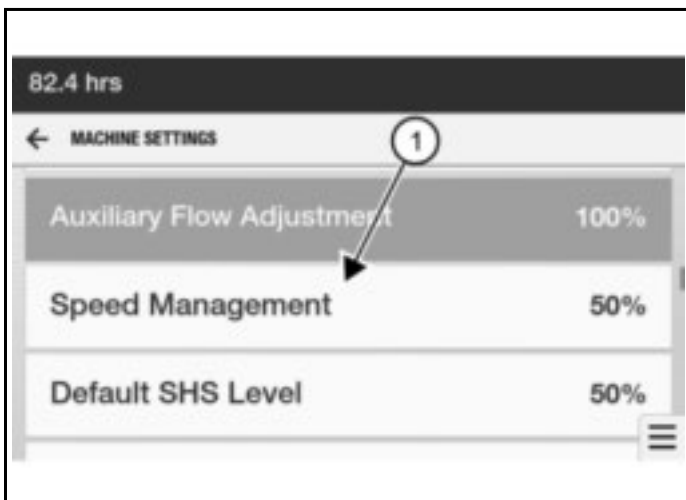 82.4 hrs
← MACHINE SETTINGS
1
Auxiliary Flow Adjustment 100%
Speed Management 50%
Default SHS Level 50%